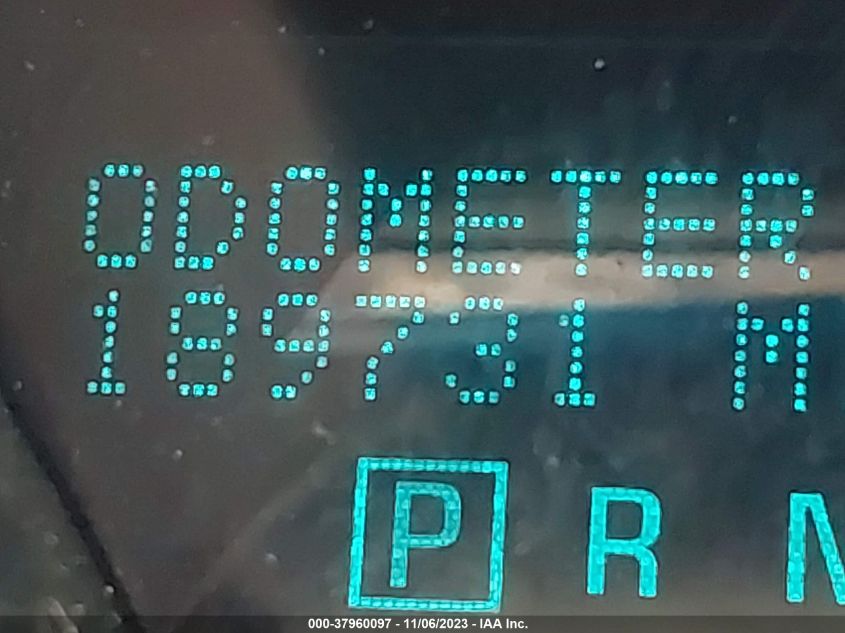 ODOMETER
189731 M
P R N
000-37960097 - 11/06/2023 - IAA Inc.